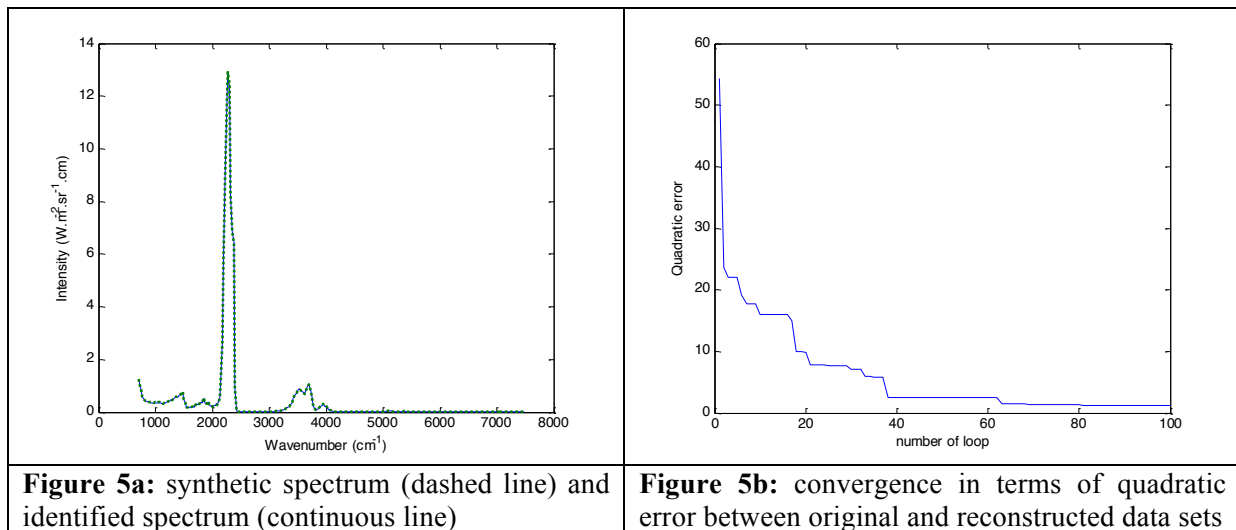 14
12
10
8
6
4
2
0
Intensity (W.m⁻².sr⁻¹.cm)
0 1000 2000 3000 4000 5000 6000 7000 8000
Wavenumber (cm⁻¹)
60
50
40
30
20
10
0
Quadratic error
0 20 40 60 80 100
number of loop
Figure 5a: synthetic spectrum (dashed line) and
identified spectrum (continuous line)
Figure 5b: convergence in terms of quadratic
error between original and reconstructed data sets